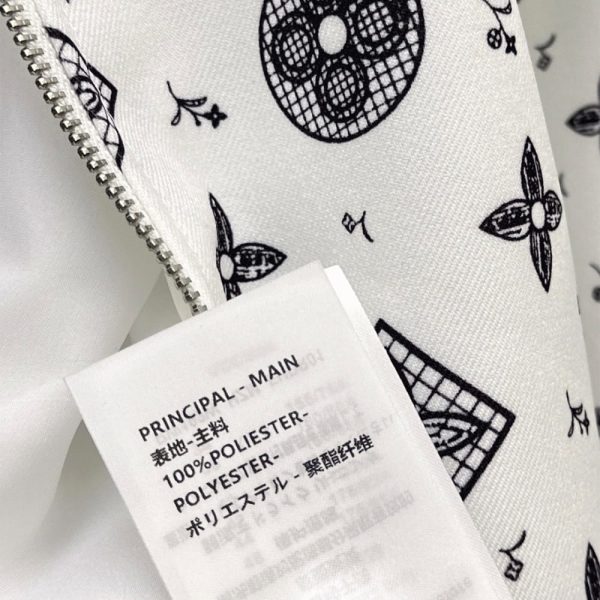 PRINCIPAL - MAIN
表地-主料
100%POLIESTER-
POLYESTER-
ポリエステル - 聚酯纤维